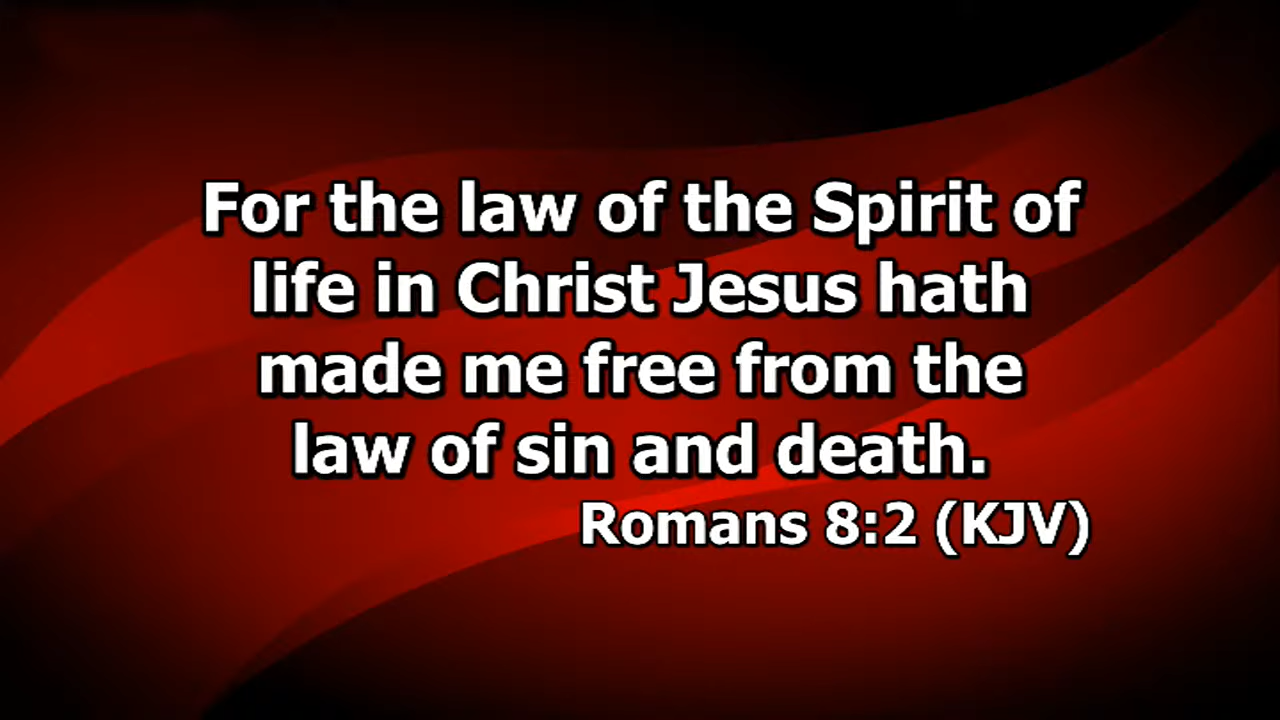 For the law of the Spirit of
life in Christ Jesus hath
made me free from the
law of sin and death.
Romans 8:2 (KJV)